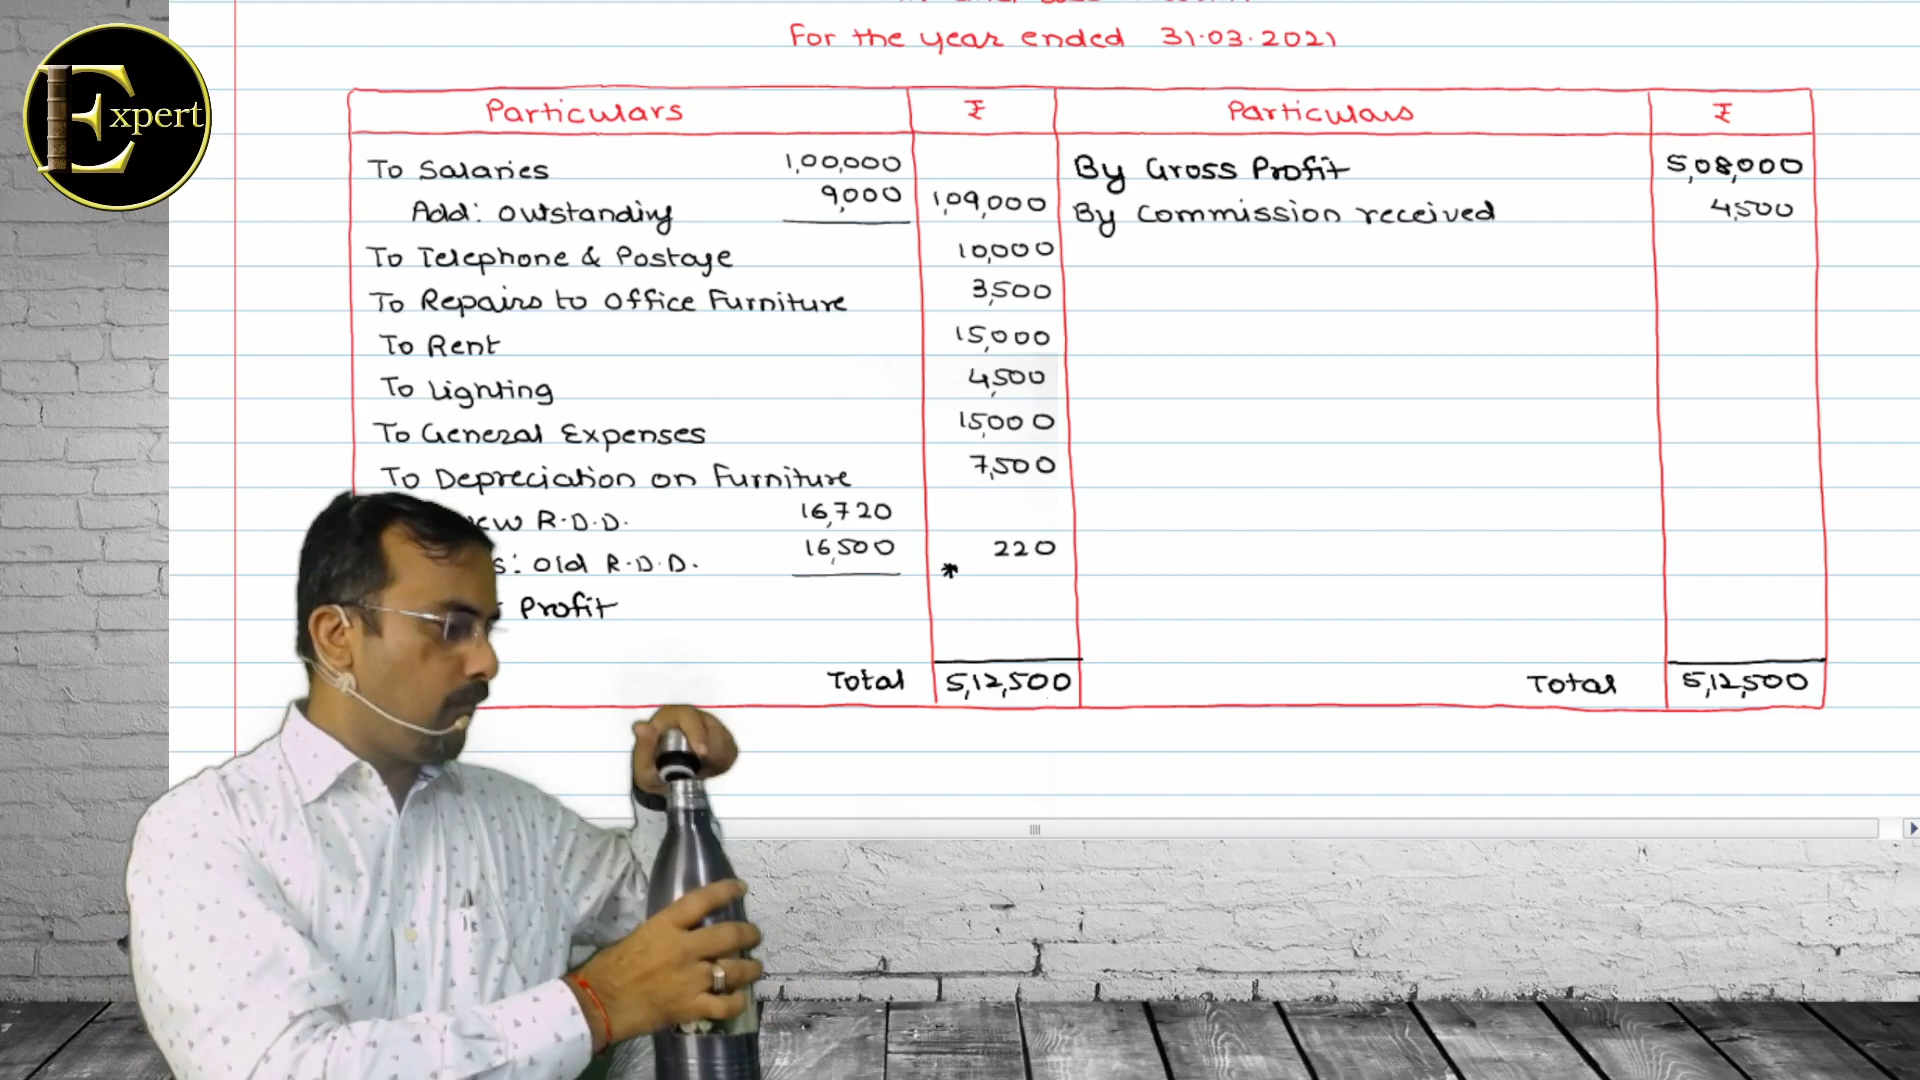 Expert
For the year ended 31.03.2021
Particulars ₹ Particulars ₹
To Salaries 1,00,000 By Gross Profit 5,08,000
Add: Outstanding 9,000 1,09,000 By Commission received 4,500
To Telephone & Postage 10,000
To Repairs to Office Furniture 3,500
To Rent 15,000
To Lighting 4,500
To General Expenses 15,000
To Depreciation on Furniture 7,500
R.D.D. 16,720
Old R.D.D. 16,500 220
*
Profit
Total 5,12,500 Total 5,12,500